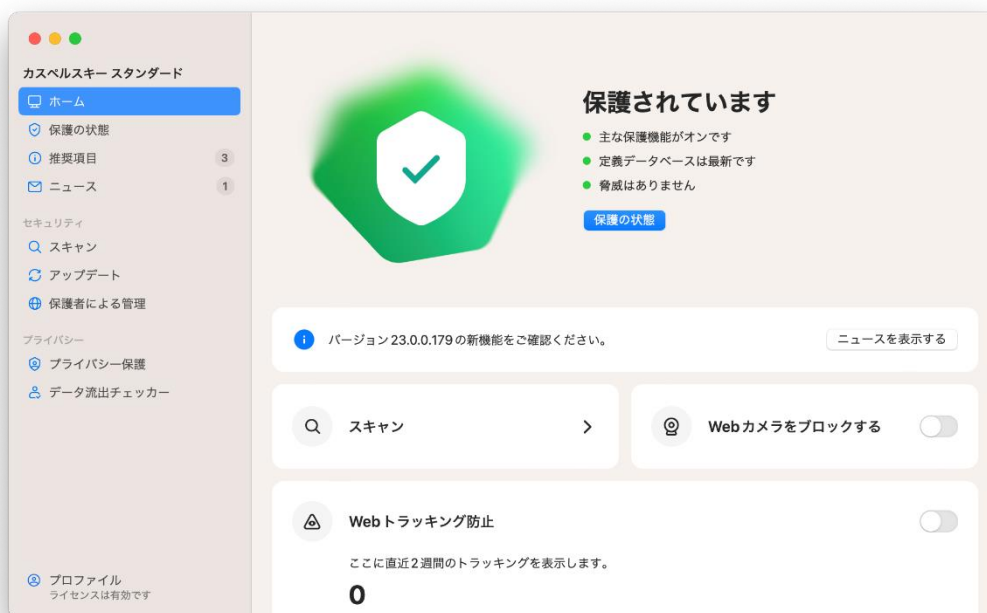 カスペルスキー スタンダード
ホーム
保護の状態
推奨項目 3
ニュース 1
セキュリティ
スキャン
アップデート
保護者による管理
プライバシー
プライバシー保護
データ流出チェッカー
プロファイル
ライセンスは有効です
保護されています
主な保護機能がオンです
定義データベースは最新です
脅威はありません
保護の状態
バージョン 23.0.0.179 の新機能をご確認ください。
ニュースを表示する
スキャン
Web カメラをブロックする
Web トラッキング防止
ここに直近 2 週間のトラッキングを表示します。
0